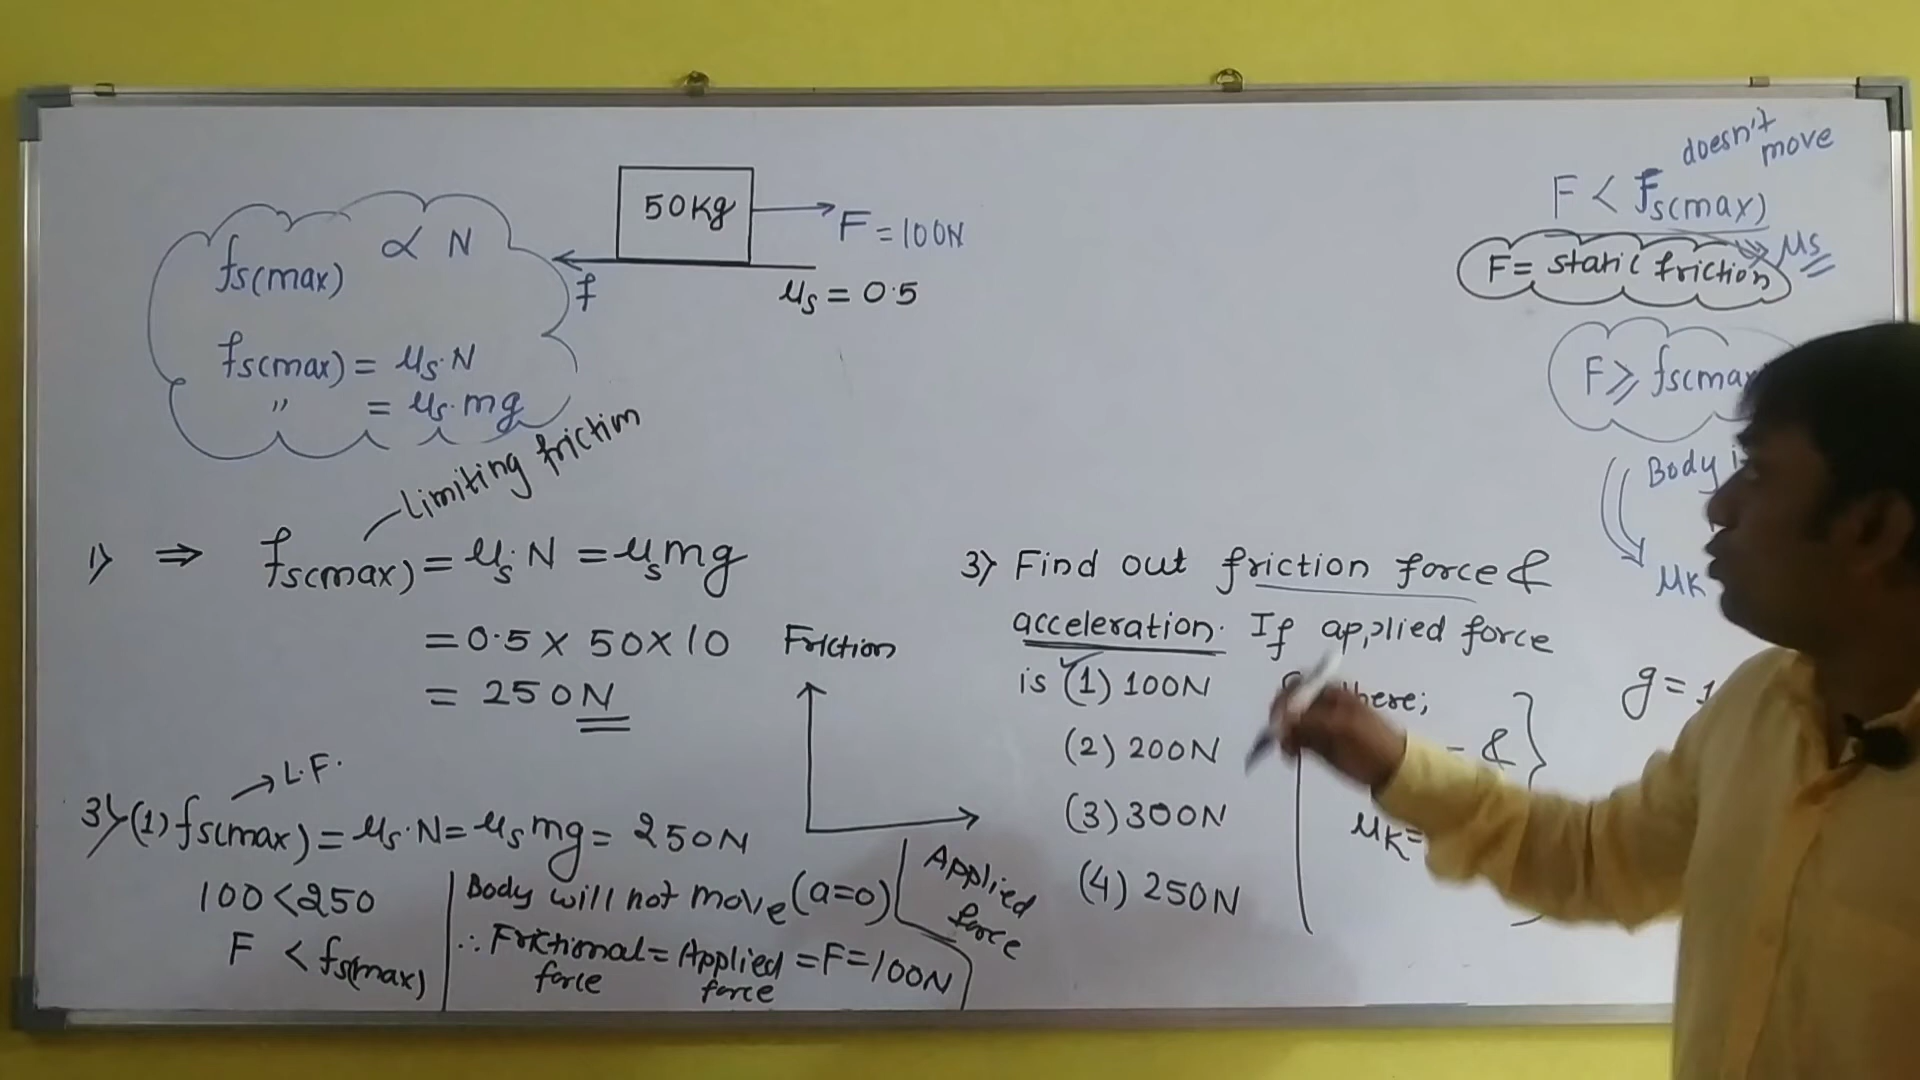 doesn't
move
F < Fs(max)
μs
F = static friction
F ⩾ fs(max
Body
μk
50Kg
F = 100N
f
μs = 0.5
fs(max) ∝ N
fs(max) = μs·N
" = μs·mg
Limiting friction
1) ⇒ fs(max) = μs·N = μsmg
= 0.5 × 50 × 10
= 250N
Friction
Applied
force
3) Find out friction force &
acceleration. If applied force
is (1) 100N
(2) 200N
(3) 300N
(4) 250N
here;
&
μk=
g=
L.F.
3) (1) fs(max) = μs·N = μsmg = 250N
100 < 250
F < fs(max)
Body will not move (a=0)
∴ Frictional = Applied = F = 100N
force force